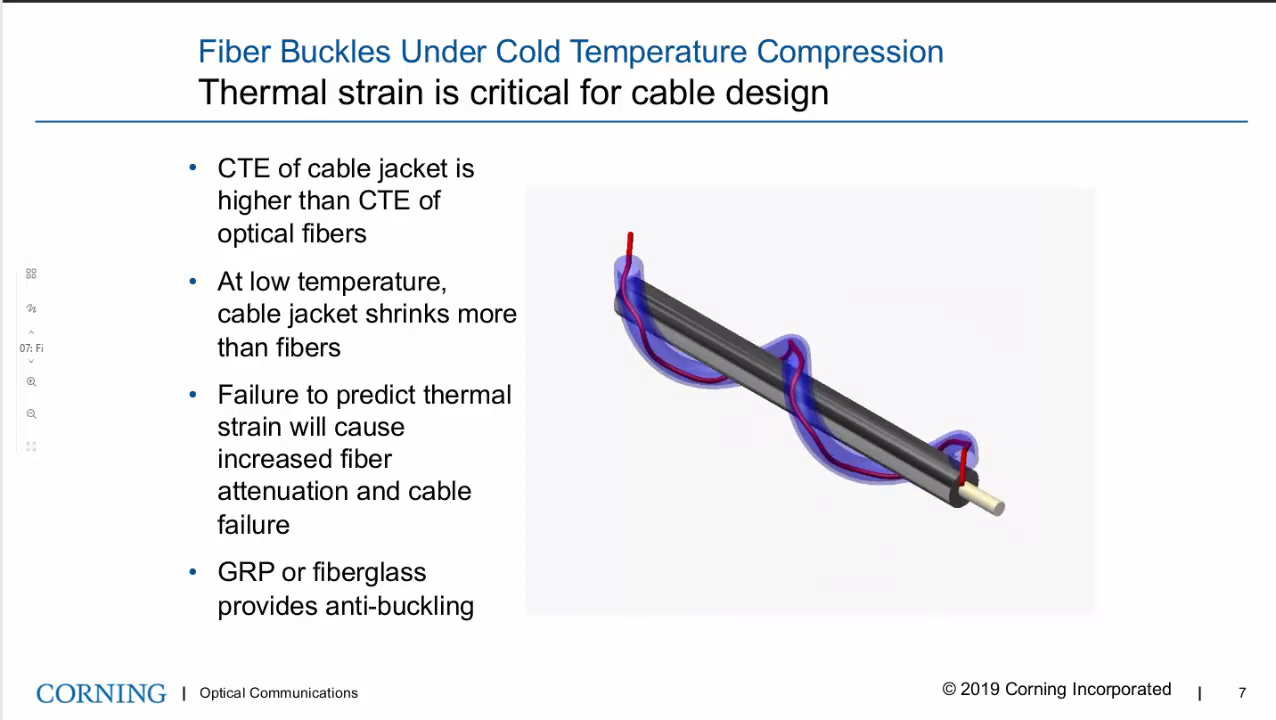 Fiber Buckles Under Cold Temperature Compression
Thermal strain is critical for cable design
• CTE of cable jacket is
higher than CTE of
optical fibers
• At low temperature,
cable jacket shrinks more
than fibers
• Failure to predict thermal
strain will cause
increased fiber
attenuation and cable
failure
• GRP or fiberglass
provides anti-buckling
07: Fi
CORNING | Optical Communications
© 2019 Corning Incorporated | 7